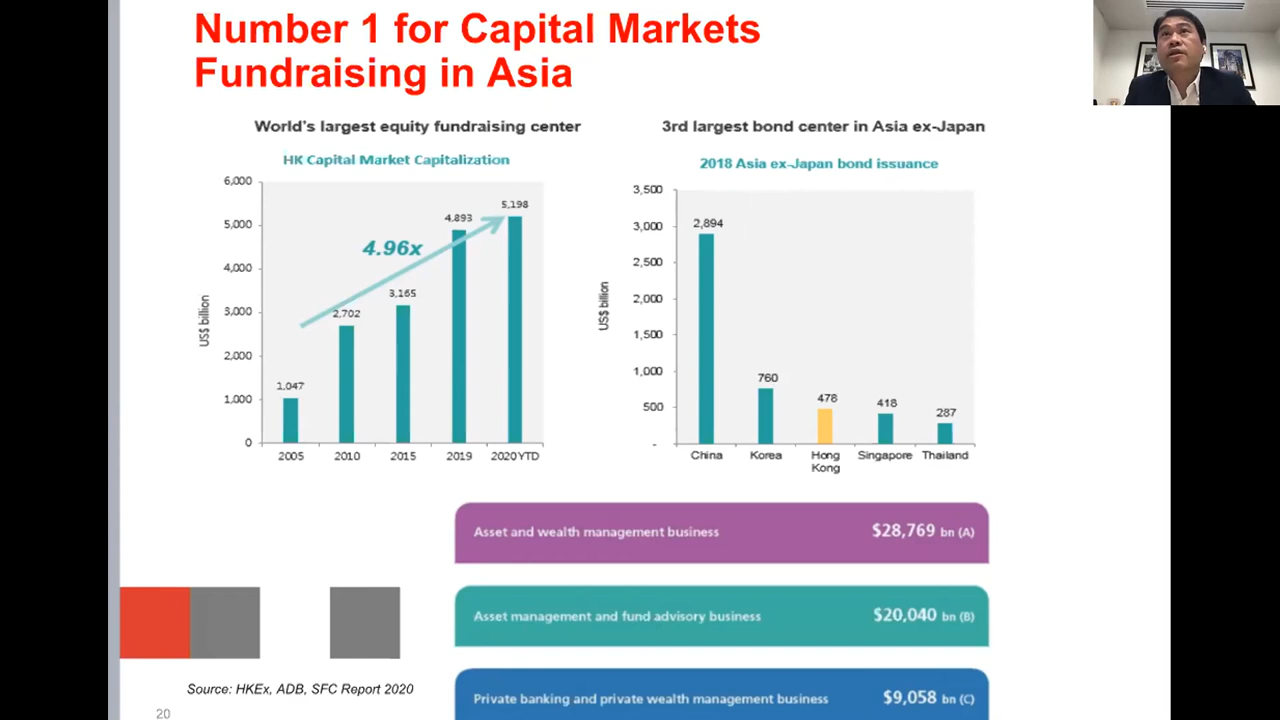 Number 1 for Capital Markets
Fundraising in Asia
World's largest equity fundraising center
HK Capital Market Capitalization
6,000
5,000
4,000
3,000
2,000
1,000
0
US$ billion
1,047
2,702
3,165
4,893
5,198
4.96x
2005
2010
2015
2019
2020YTD
3rd largest bond center in Asia ex-Japan
2018 Asia ex-Japan bond issuance
3,500
3,000
2,500
2,000
1,500
1,000
500
-
US$ billion
2,894
760
478
418
287
China
Korea
Hong
Kong
Singapore
Thailand
Asset and wealth management business $28,769 bn (A)
Asset management and fund advisory business $20,040 bn (B)
Private banking and private wealth management business $9,058 bn (C)
Source: HKEx, ADB, SFC Report 2020
20